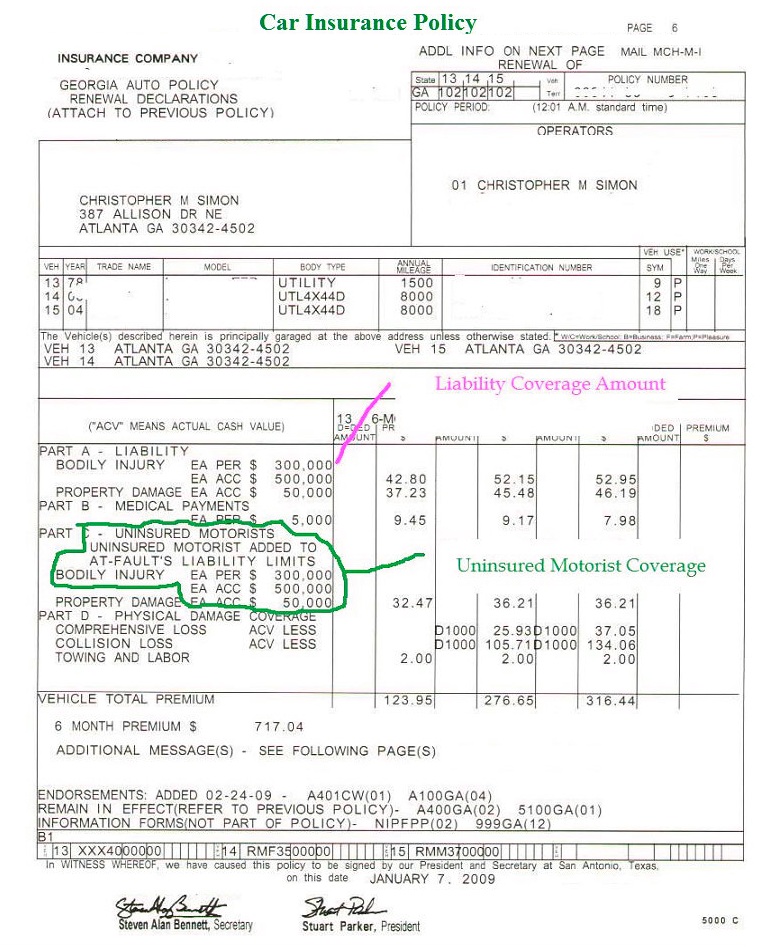 Car Insurance Policy
PAGE 6
ADDL INFO ON NEXT PAGE MAIL MCH-M-I
RENEWAL OF
INSURANCE COMPANY
GEORGIA AUTO POLICY
RENEWAL DECLARATIONS
(ATTACH TO PREVIOUS POLICY)
State 13 14 15 Veh POLICY NUMBER
GA 102 102 102 Terr
POLICY PERIOD: (12:01 A.M. standard time)
OPERATORS
01 CHRISTOPHER M SIMON
CHRISTOPHER M SIMON
387 ALLISON DR NE
ATLANTA GA 30342-4502
VEH USE* WORK/SCHOOL
VEH YEAR TRADE NAME MODEL BODY TYPE ANNUAL MILEAGE IDENTIFICATION NUMBER SYM Miles One Way Days Per Week
13 78 UTILITY 1500 9 P
14 UTL4X44D 8000 12 P
15 04 UTL4X44D 8000 18 P
The Vehicle(s) described herein is principally garaged at the above address unless otherwise stated. * W/C=Work/School; B=Business; F=Farm; P=Pleasure
VEH 13 ATLANTA GA 30342-4502 VEH 15 ATLANTA GA 30342-4502
VEH 14 ATLANTA GA 30342-4502
Liability Coverage Amount
("ACV" MEANS ACTUAL CASH VALUE) 13 6-M
D=DED PR DED PREMIUM
AMOUNT $ AMOUNT $ AMOUNT $ AMOUNT $
PART A - LIABILITY
BODILY INJURY EA PER $ 300,000
EA ACC $ 500,000 42.80 52.15 52.95
PROPERTY DAMAGE EA ACC $ 50,000 37.23 45.48 46.19
PART B - MEDICAL PAYMENTS
EA PER $ 5,000 9.45 9.17 7.98
PART C - UNINSURED MOTORISTS
UNINSURED MOTORIST ADDED TO
AT-FAULT'S LIABILITY LIMITS
Uninsured Motorist Coverage
BODILY INJURY EA PER $ 300,000
EA ACC $ 500,000
PROPERTY DAMAGE EA ACC $ 50,000 32.47 36.21 36.21
PART D - PHYSICAL DAMAGE COVERAGE
COMPREHENSIVE LOSS ACV LESS D1000 25.93 D1000 37.05
COLLISION LOSS ACV LESS D1000 105.71 D1000 134.06
TOWING AND LABOR 2.00 2.00 2.00
VEHICLE TOTAL PREMIUM 123.95 276.65 316.44
6 MONTH PREMIUM $ 717.04
ADDITIONAL MESSAGE(S) - SEE FOLLOWING PAGE(S)
ENDORSEMENTS: ADDED 02-24-09 - A401CW(01) A100GA(04)
REMAIN IN EFFECT(REFER TO PREVIOUS POLICY)- A400GA(02) 5100GA(01)
INFORMATION FORMS(NOT PART OF POLICY)- NIPFPP(02) 999GA(12)
B1
13 XXX4000000 14 RMF3500000 15 RMM3700000
In WITNESS WHEREOF, we have caused this policy to be signed by our President and Secretary at San Antonio, Texas,
on this date JANUARY 7, 2009
Steven Alan Bennett, Secretary
Stuart Parker, President
5000 C